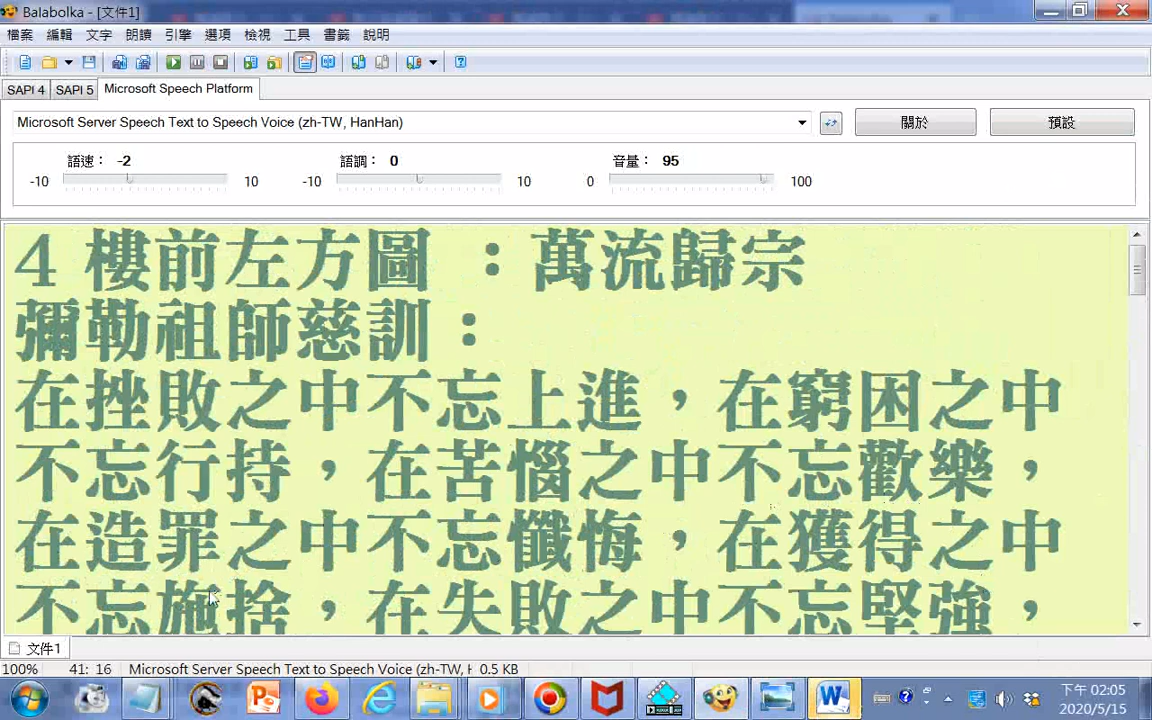 Balabolka - [文件1]
檔案 編輯 文字 朗讀 引擎 選項 檢視 工具 書籤 說明
SAPI 4 SAPI 5 Microsoft Speech Platform
Microsoft Server Speech Text to Speech Voice (zh-TW, HanHan) 關於 預設
語速： -2 語調： 0 音量： 95
-10 10 -10 10 0 100
4 樓前左方圖 ：萬流歸宗
彌勒祖師慈訓：
在挫敗之中不忘上進，在窮困之中
不忘行持，在苦惱之中不忘歡樂，
在造罪之中不忘懺悔，在獲得之中
不忘施捨，在失敗之中不忘堅強，
文件1
100% 41: 16 Microsoft Server Speech Text to Speech Voice (zh-TW, H 0.5 KB
下午 02:05
2020/5/15